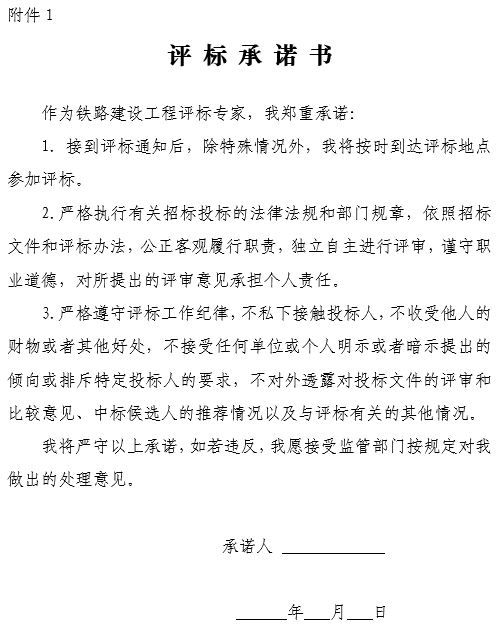 附件 1
评 标 承 诺 书
作为铁路建设工程评标专家，我郑重承诺：
1. 接到评标通知后，除特殊情况外，我将按时到达评标地点
参加评标。
2.严格执行有关招标投标的法律法规和部门规章，依照招标
文件和评标办法，公正客观履行职责，独立自主进行评审，谨守职
业道德，对所提出的评审意见承担个人责任。
3.严格遵守评标工作纪律，不私下接触投标人，不收受他人的
财物或者其他好处，不接受任何单位或个人明示或者暗示提出的
倾向或排斥特定投标人的要求，不对外透露对投标文件的评审和
比较意见、中标候选人的推荐情况以及与评标有关的其他情况。
我将严守以上承诺，如若违反，我愿接受监管部门按规定对我
做出的处理意见。
承诺人 ____________
______年___月___日